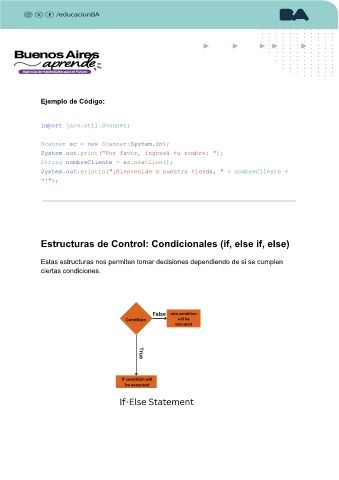 /educacionBA
BA
Buenos Aires
aprende
Agencia de Habilidades para el Futuro
Ejemplo de Código:
import java.util.Scanner;
Scanner sc = new Scanner(System.in);
System.out.print("Por favor, ingresá tu nombre: ");
String nombreCliente = sc.nextLine();
System.out.println("¡Bienvenido a nuestra tienda, " + nombreCliente +
"!");
Estructuras de Control: Condicionales (if, else if, else)
Estas estructuras nos permiten tomar decisiones dependiendo de si se cumplen
ciertas condiciones.
Condition
False
else condition
will be
executed
True
if condition will
be executed
If-Else Statement